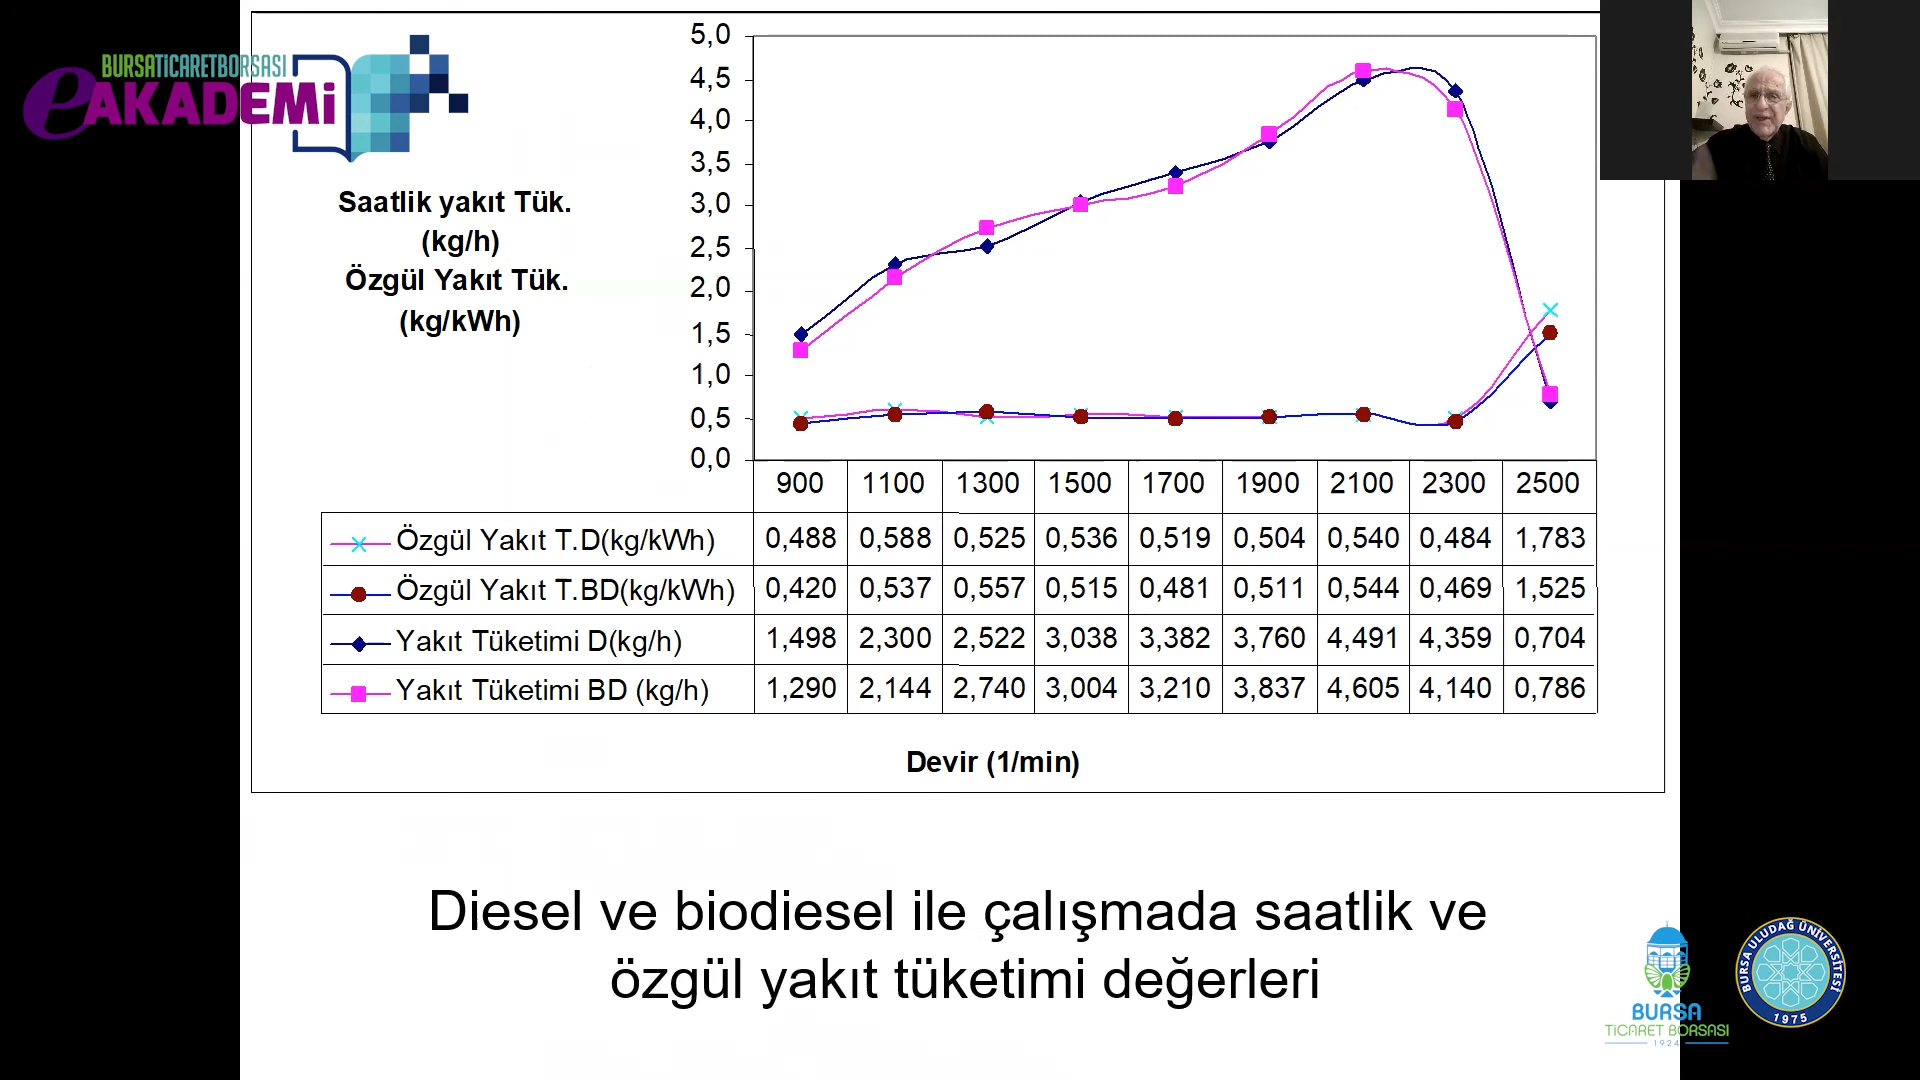 BURSATİCARETBORSASI
eAKADEMi
Saatlik yakıt Tük.
(kg/h)
Özgül Yakıt Tük.
(kg/kWh)
5,0
4,5
4,0
3,5
3,0
2,5
2,0
1,5
1,0
0,5
0,0
900 1100 1300 1500 1700 1900 2100 2300 2500
Özgül Yakıt T.D(kg/kWh) 0,488 0,588 0,525 0,536 0,519 0,504 0,540 0,484 1,783
Özgül Yakıt T.BD(kg/kWh) 0,420 0,537 0,557 0,515 0,481 0,511 0,544 0,469 1,525
Yakıt Tüketimi D(kg/h) 1,498 2,300 2,522 3,038 3,382 3,760 4,491 4,359 0,704
Yakıt Tüketimi BD (kg/h) 1,290 2,144 2,740 3,004 3,210 3,837 4,605 4,140 0,786
Devir (1/min)
Diesel ve biodiesel ile çalışmada saatlik ve
özgül yakıt tüketimi değerleri
BURSA
TİCARET BORSASI
1924
BURSA ULUDAĞ ÜNİVERSİTESİ
1975